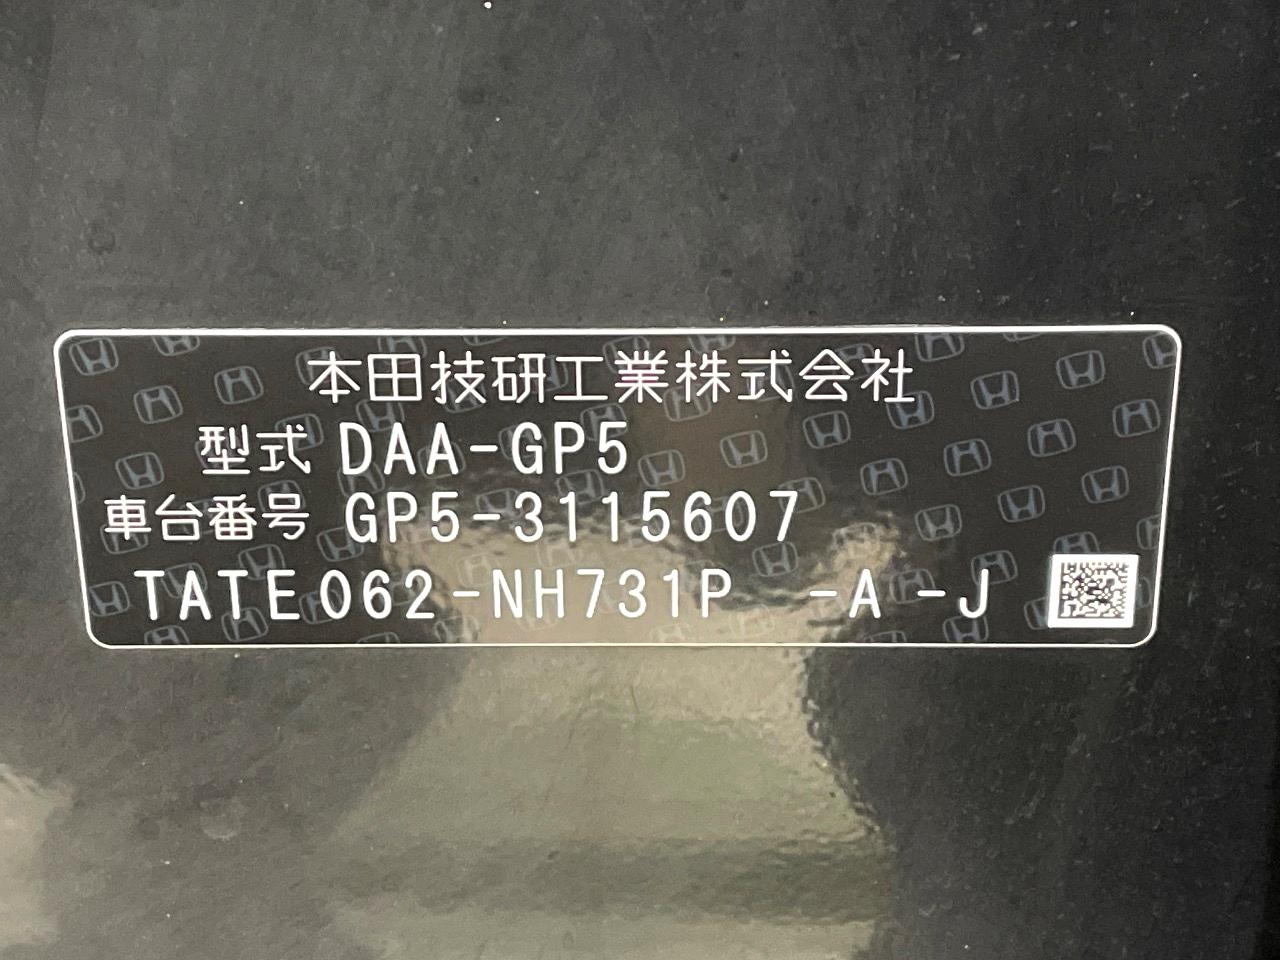 本田技研工業株式会社
型式 DAA-GP5
車台番号 GP5-3115607
TATE062-NH731P -A -J